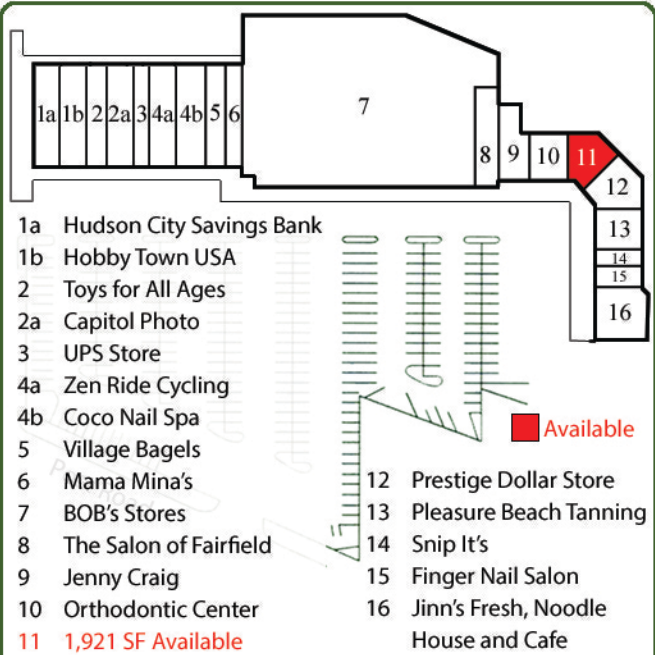 1a 1b 2 2a 3 4a 4b 5 6 7 8 9 10 11
12
13
14
15
16
1a Hudson City Savings Bank
1b Hobby Town USA
2 Toys for All Ages
2a Capitol Photo
3 UPS Store
4a Zen Ride Cycling
4b Coco Nail Spa
5 Village Bagels
6 Mama Mina's
7 BOB's Stores
8 The Salon of Fairfield
9 Jenny Craig
10 Orthodontic Center
11 1,921 SF Available
Available
12 Prestige Dollar Store
13 Pleasure Beach Tanning
14 Snip It's
15 Finger Nail Salon
16 Jinn's Fresh, Noodle
House and Cafe